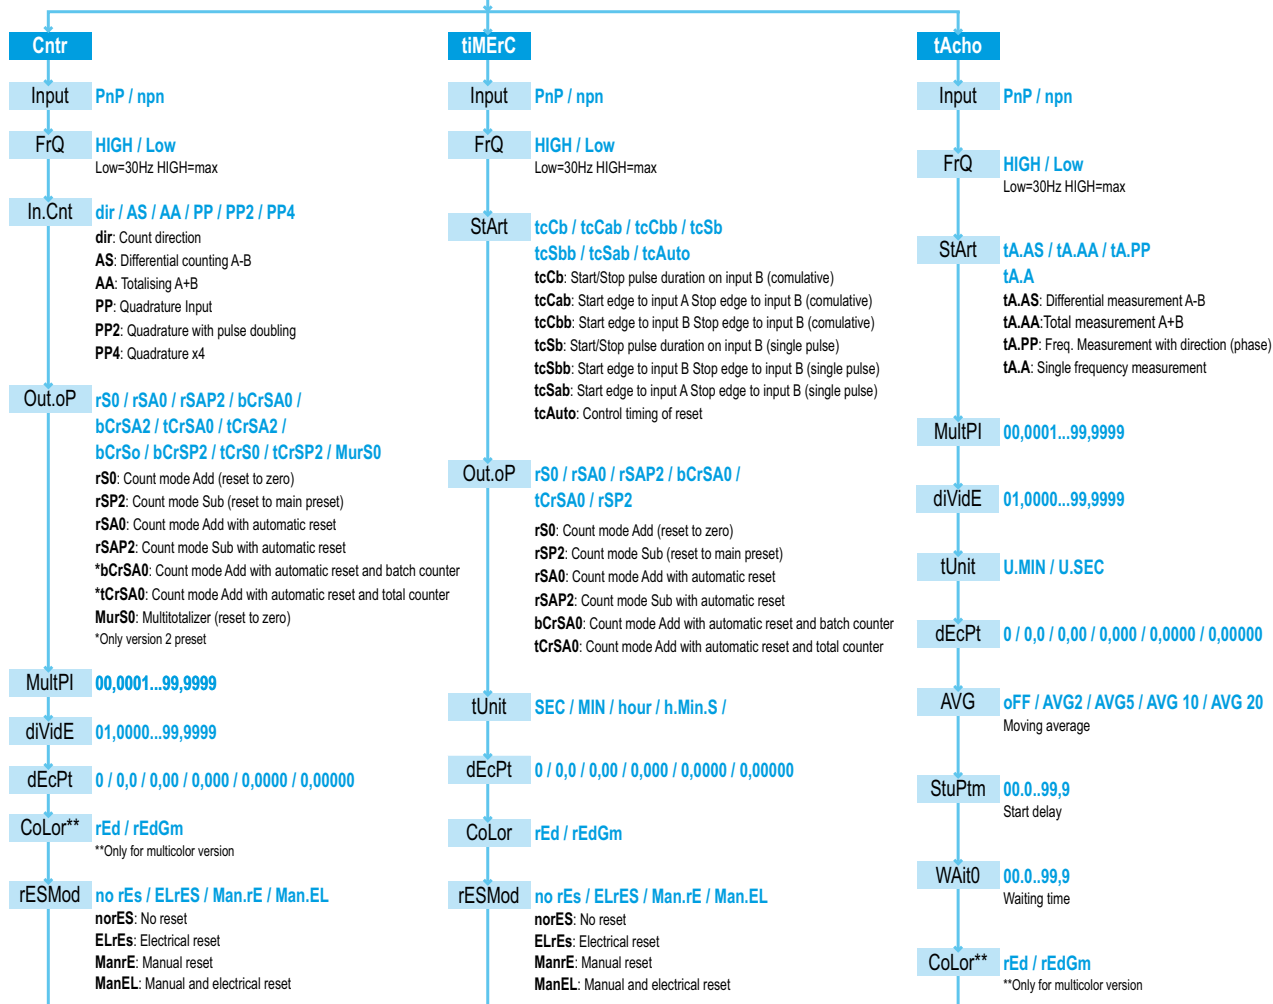 Cntr
Input PnP / npn
FrQ HIGH / Low
Low=30Hz HIGH=max
In.Cnt dir / AS / AA / PP / PP2 / PP4
dir: Count direction
AS: Differential counting A-B
AA: Totalising A+B
PP: Quadrature Input
PP2: Quadrature with pulse doubling
PP4: Quadrature x4
Out.oP rS0 / rSA0 / rSAP2 / bCrSA0 /
bCrSA2 / tCrSA0 / tCrSA2 /
bCrSo / bCrSP2 / tCrS0 / tCrSP2 / MurS0
rS0: Count mode Add (reset to zero)
rSP2: Count mode Sub (reset to main preset)
rSA0: Count mode Add with automatic reset
rSAP2: Count mode Sub with automatic reset
*bCrSA0: Count mode Add with automatic reset and batch counter
*tCrSA0: Count mode Add with automatic reset and total counter
MurS0: Multitotalizer (reset to zero)
*Only version 2 preset
MultPl 00,0001...99,9999
diVidE 01,0000...99,9999
dEcPt 0 / 0,0 / 0,00 / 0,000 / 0,0000 / 0,00000
CoLor** rEd / rEdGm
**Only for multicolor version
rESMod no rEs / ELrES / Man.rE / Man.EL
norES: No reset
ELrEs: Electrical reset
ManrE: Manual reset
ManEL: Manual and electrical reset
tiMErC
Input PnP / npn
FrQ HIGH / Low
Low=30Hz HIGH=max
StArt tcCb / tcCab / tcCbb / tcSb
tcSbb / tcSab / tcAuto
tcCb: Start/Stop pulse duration on input B (comulative)
tcCab: Start edge to input A Stop edge to input B (comulative)
tcCbb: Start edge to input B Stop edge to input B (comulative)
tcSb: Start/Stop pulse duration on input B (single pulse)
tcSbb: Start edge to input B Stop edge to input B (single pulse)
tcSab: Start edge to input A Stop edge to input B (single pulse)
tcAuto: Control timing of reset
Out.oP rS0 / rSA0 / rSAP2 / bCrSA0 /
tCrSA0 / rSP2
rS0: Count mode Add (reset to zero)
rSP2: Count mode Sub (reset to main preset)
rSA0: Count mode Add with automatic reset
rSAP2: Count mode Sub with automatic reset
bCrSA0: Count mode Add with automatic reset and batch counter
tCrSA0: Count mode Add with automatic reset and total counter
tUnit SEC / MIN / hour / h.Min.S /
dEcPt 0 / 0,0 / 0,00 / 0,000 / 0,0000 / 0,00000
CoLor rEd / rEdGm
rESMod no rEs / ELrES / Man.rE / Man.EL
norES: No reset
ELrEs: Electrical reset
ManrE: Manual reset
ManEL: Manual and electrical reset
tAcho
Input PnP / npn
FrQ HIGH / Low
Low=30Hz HIGH=max
StArt tA.AS / tA.AA / tA.PP
tA.A
tA.AS: Differential measurement A-B
tA.AA:Total measurement A+B
tA.PP: Freq. Measurement with direction (phase)
tA.A: Single frequency measurement
MultPl 00,0001...99,9999
diVidE 01,0000...99,9999
tUnit U.MIN / U.SEC
dEcPt 0 / 0,0 / 0,00 / 0,000 / 0,0000 / 0,00000
AVG oFF / AVG2 / AVG5 / AVG 10 / AVG 20
Moving average
StuPtm 00.0..99,9
Start delay
WAit0 00.0..99,9
Waiting time
CoLor** rEd / rEdGm
**Only for multicolor version